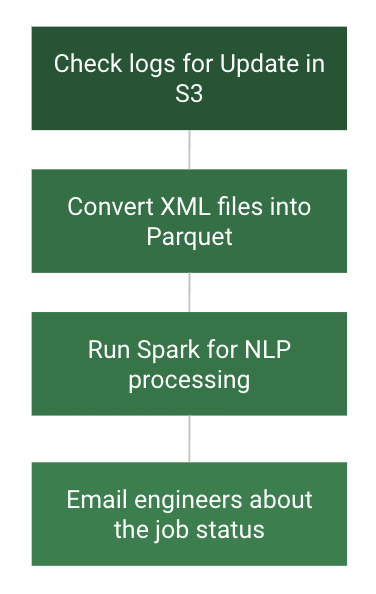 Check logs for Update in
S3
Convert XML files into
Parquet
Run Spark for NLP
processing
Email engineers about
the job status